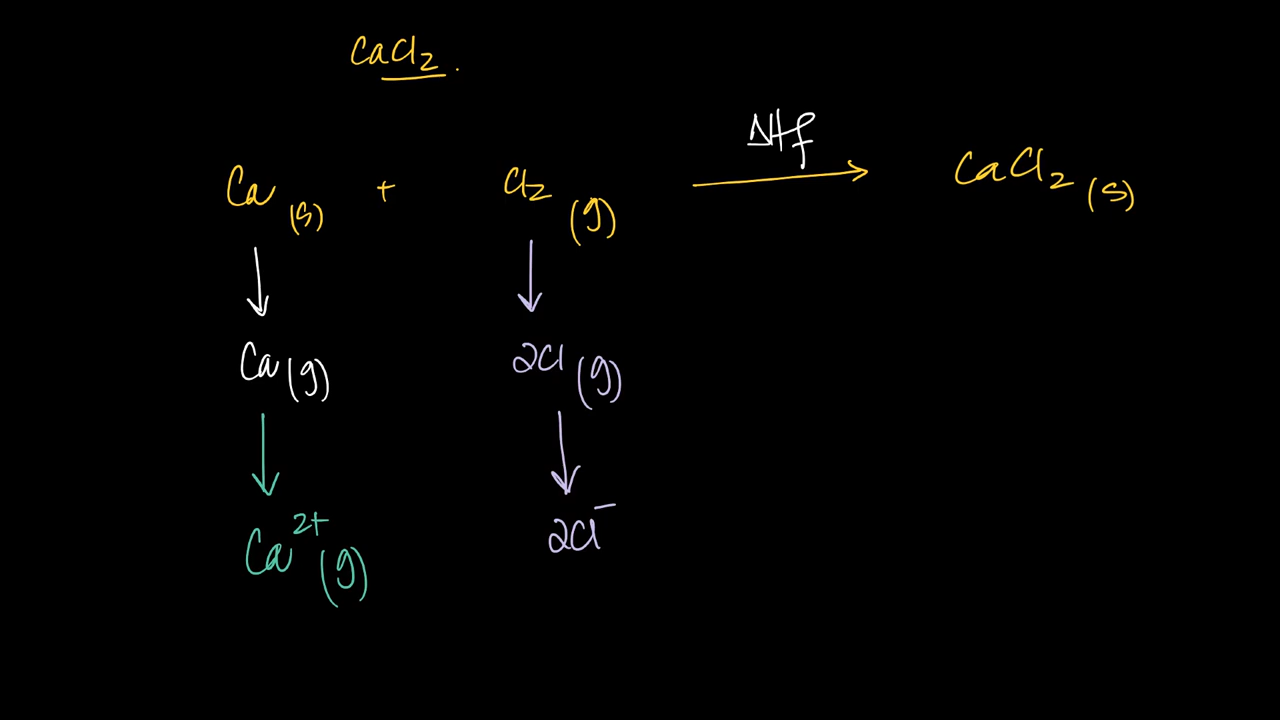 CaCl2.
ΔHf
Ca(s) + Cl2(g) → CaCl2(s)
Ca(g) 2Cl(g)
Ca2+(g) 2Cl−